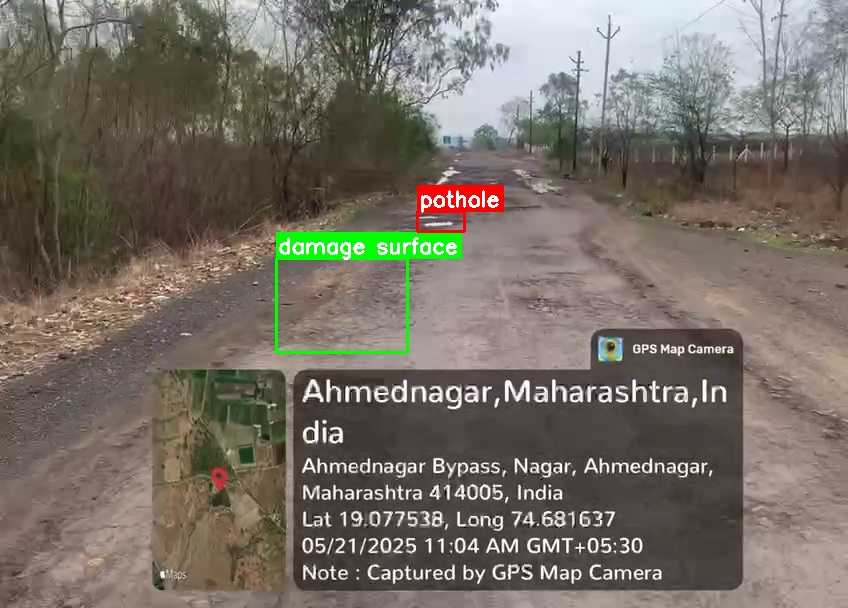 pothole
damage surface
GPS Map Camera
Ahmednagar,Maharashtra,In
dia
Ahmednagar Bypass, Nagar, Ahmednagar,
Maharashtra 414005, India
Lat 19.077538, Long 74.681637
05/21/2025 11:04 AM GMT+05:30
Note : Captured by GPS Map Camera
Maps